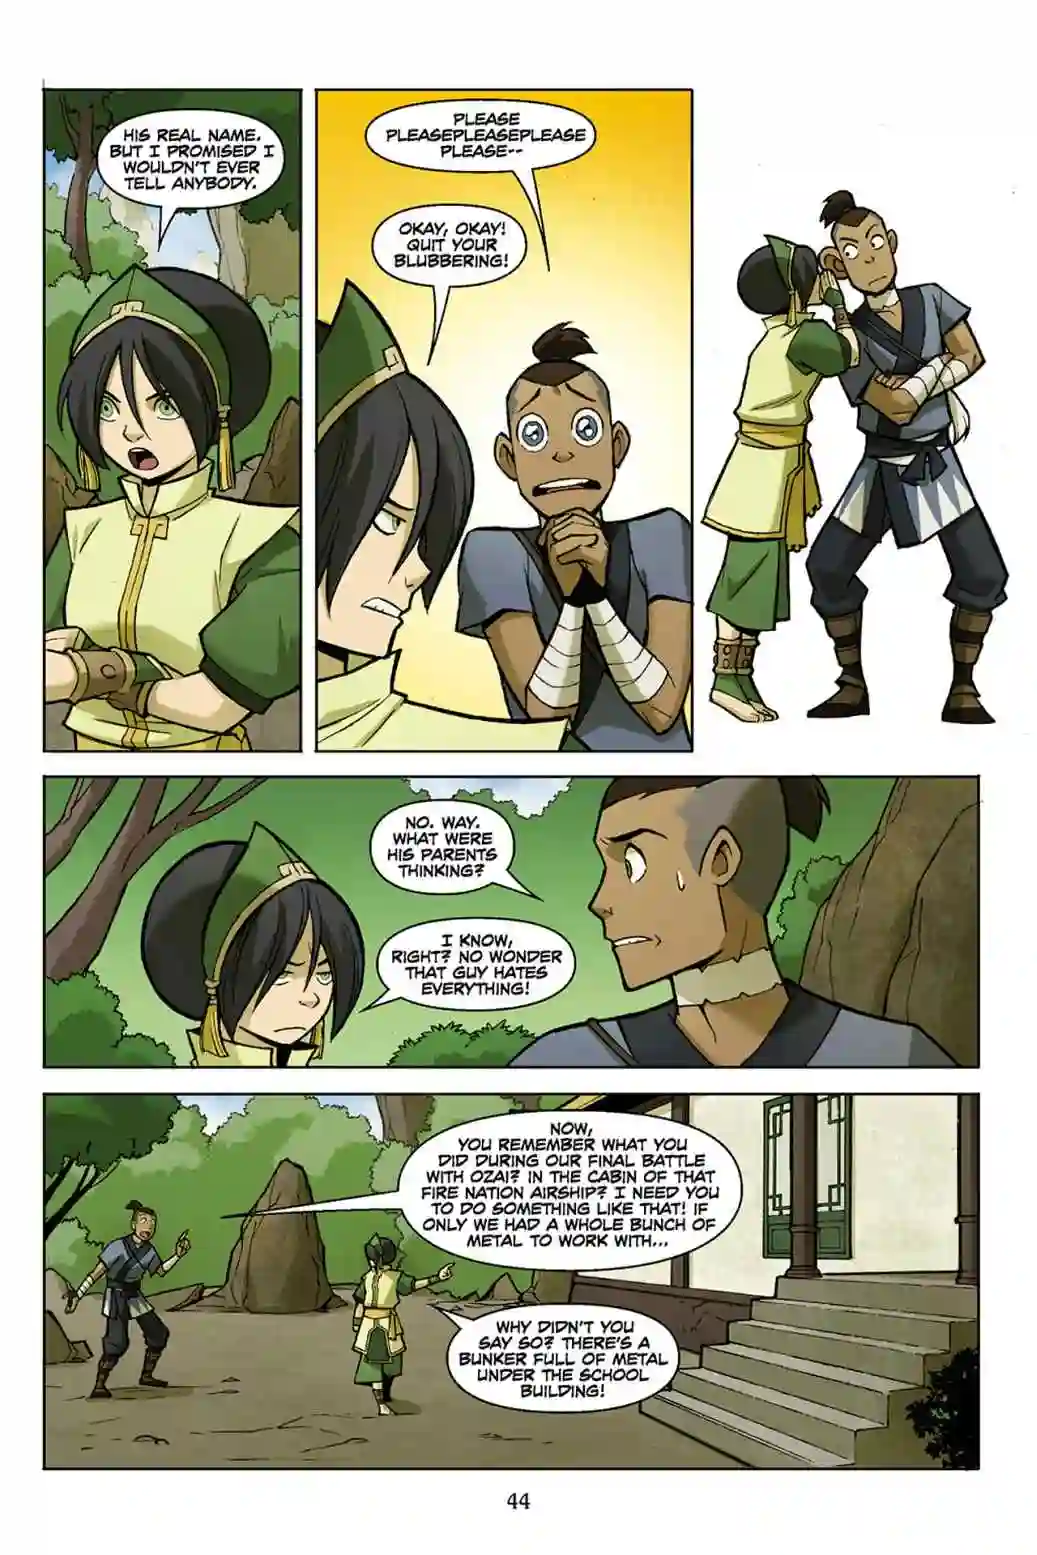 HIS REAL NAME.
BUT I PROMISED I
WOULDN'T EVER
TELL ANYBODY.
PLEASE
PLEASEPLEASEPLEASE
PLEASE--
OKAY, OKAY!
QUIT YOUR
BLUBBERING!
NO. WAY.
WHAT WERE
HIS PARENTS
THINKING?
I KNOW,
RIGHT? NO WONDER
THAT GUY HATES
EVERYTHING!
NOW,
YOU REMEMBER WHAT YOU
DID DURING OUR FINAL BATTLE
WITH OZAI? IN THE CABIN OF THAT
FIRE NATION AIRSHIP? I NEED YOU
TO DO SOMETHING LIKE THAT! IF
ONLY WE HAD A WHOLE BUNCH OF
METAL TO WORK WITH...
WHY DIDN'T YOU
SAY SO? THERE'S A
BUNKER FULL OF METAL
UNDER THE SCHOOL
BUILDING!
44